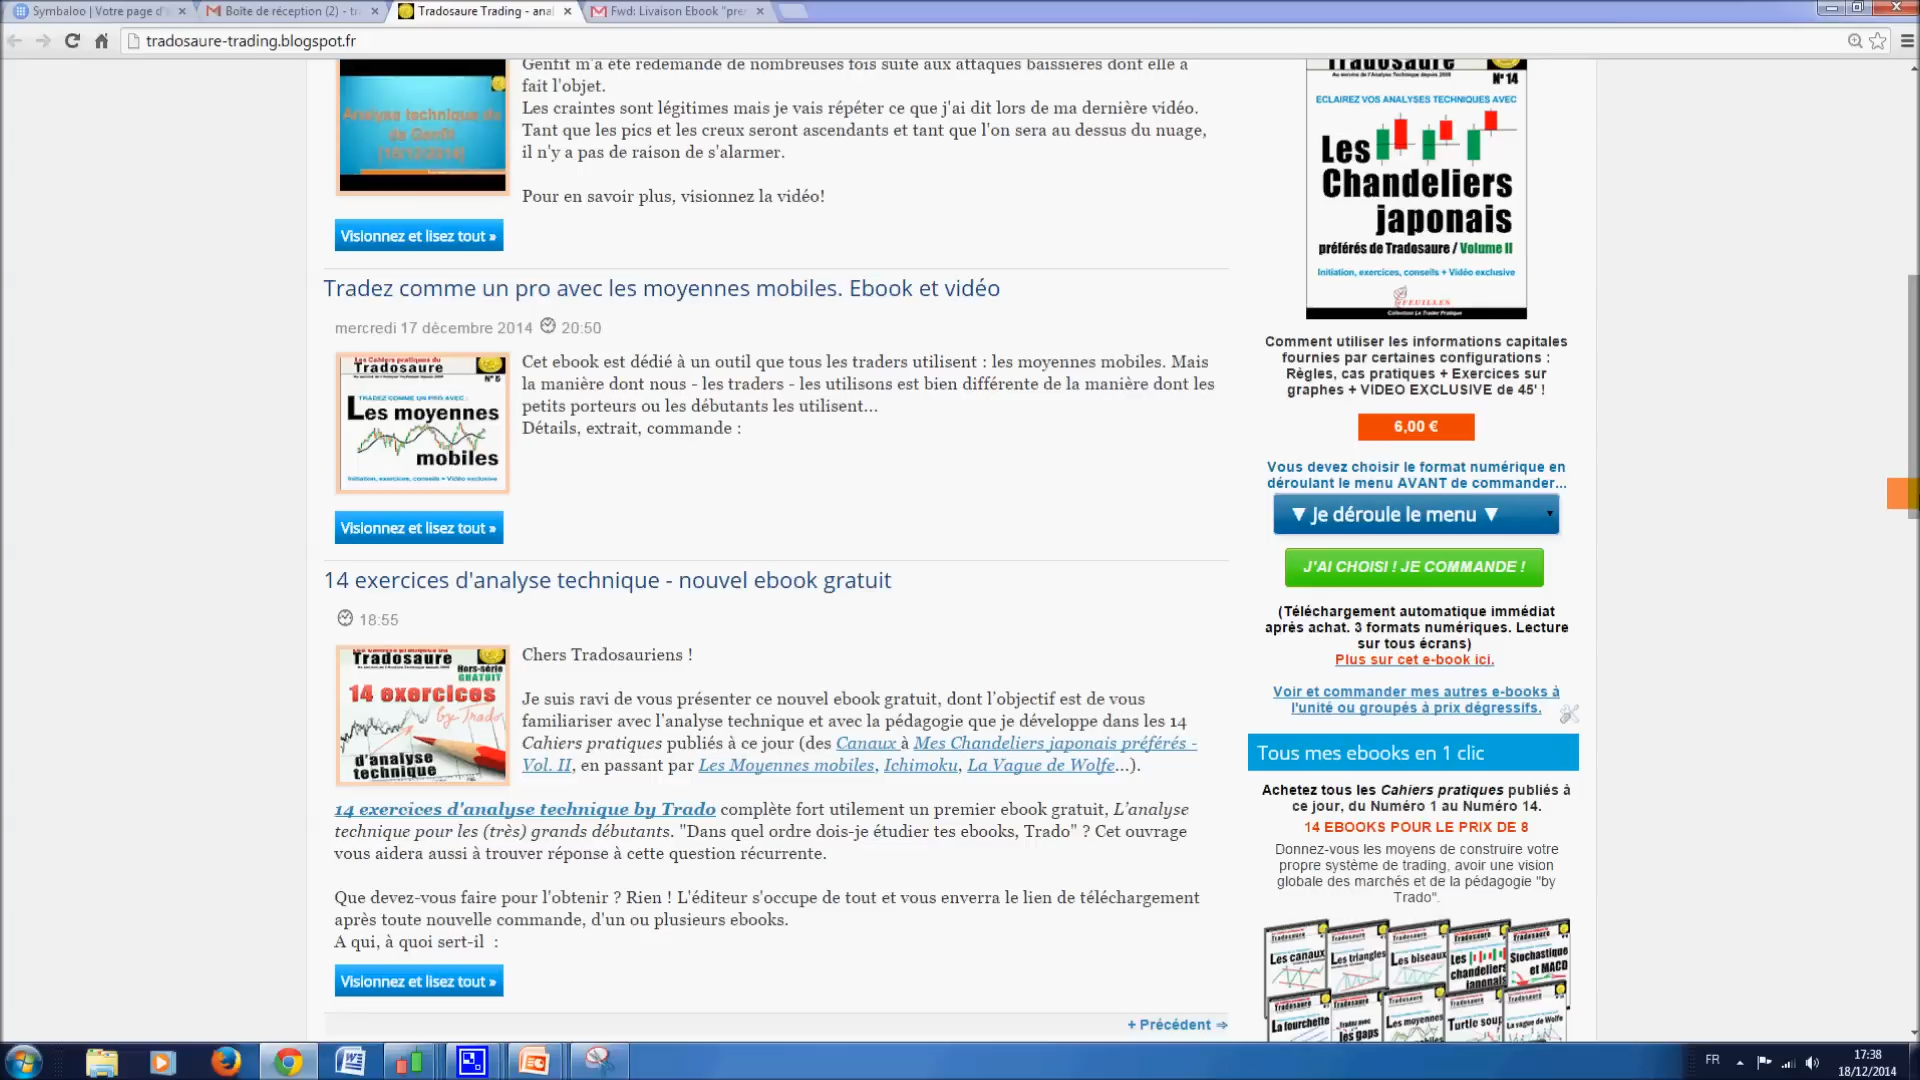 Symbaloo | Votre page d'
Boîte de réception (2) - tr
Tradosaure Trading - anal
Fwd: Livaison Ebook "pre
tradosaure-trading.blogspot.fr
Genfit m'a été redemandé de nombreuses fois suite aux attaques baissières dont elle a
fait l'objet.
Les craintes sont légitimes mais je vais répéter ce que j'ai dit lors de ma dernière vidéo.
Tant que les pics et les creux seront ascendants et tant que l'on sera au dessus du nuage,
il n'y a pas de raison de s'alarmer.
Pour en savoir plus, visionnez la vidéo!
Analyse technique du
de Genfit
Visionnez et lisez tout »
Tradez comme un pro avec les moyennes mobiles. Ebook et vidéo
mercredi 17 décembre 2014 20:50
Les Cahiers pratiques du
Tradosaure
N° 5
TRADEZ COMME UN PRO AVEC :
Les moyennes
mobiles
Initiation, exercices, conseils + Vidéo exclusive
Cet ebook est dédié à un outil que tous les traders utilisent : les moyennes mobiles. Mais
la manière dont nous - les traders - les utilisons est bien différente de la manière dont les
petits porteurs ou les débutants les utilisent...
Détails, extrait, commande :
Visionnez et lisez tout »
14 exercices d'analyse technique - nouvel ebook gratuit
18:55
Tradosaure
Hors-série
GRATUIT
14 exercices
by Trado
d'analyse
technique
Chers Tradosauriens !
Je suis ravi de vous présenter ce nouvel ebook gratuit, dont l'objectif est de vous
familiariser avec l'analyse technique et avec la pédagogie que je développe dans les 14
Cahiers pratiques publiés à ce jour (des Canaux à Mes Chandeliers japonais préférés -
Vol. II, en passant par Les Moyennes mobiles, Ichimoku, La Vague de Wolfe...).
14 exercices d'analyse technique by Trado complète fort utilement un premier ebook gratuit, L'analyse
technique pour les (très) grands débutants. "Dans quel ordre dois-je étudier tes ebooks, Trado" ? Cet ouvrage
vous aidera aussi à trouver réponse à cette question récurrente.
Que devez-vous faire pour l'obtenir ? Rien ! L'éditeur s'occupe de tout et vous enverra le lien de téléchargement
après toute nouvelle commande, d'un ou plusieurs ebooks.
A qui, à quoi sert-il :
Visionnez et lisez tout »
+ Précédent ⇒
Tradosaure
Au service de l'Analyse Technique depuis 2008
N° 14
ECLAIREZ VOS ANALYSES TECHNIQUES AVEC
Les
Chandeliers
japonais
préférés de Tradosaure / Volume II
Initiation, exercices, conseils + Vidéo exclusive
FEUILLES
Collection Le Trader Pratique
Comment utiliser les informations capitales
fournies par certaines configurations :
Règles, cas pratiques + Exercices sur
graphes + VIDEO EXCLUSIVE de 45' !
6,00 €
Vous devez choisir le format numérique en
déroulant le menu AVANT de commander...
▼ Je déroule le menu ▼
J'AI CHOISI ! JE COMMANDE !
(Téléchargement automatique immédiat
après achat. 3 formats numériques. Lecture
sur tous écrans)
Plus sur cet e-book ici.
Voir et commander mes autres e-books à
l'unité ou groupés à prix dégressifs.
Tous mes ebooks en 1 clic
Achetez tous les Cahiers pratiques publiés à
ce jour, du Numéro 1 au Numéro 14.
14 EBOOKS POUR LE PRIX DE 8
Donnez-vous les moyens de construire votre
propre système de trading, avoir une vision
globale des marchés et de la pédagogie "by
Trado".
Les canaux
Les triangles
Les biseaux
Les chandeliers japonais
Stochastique et MACD
La fourchette
les gaps
Les moyennes
Turtle soup
La vague de Wolfe
FR
17:38
18/12/2014